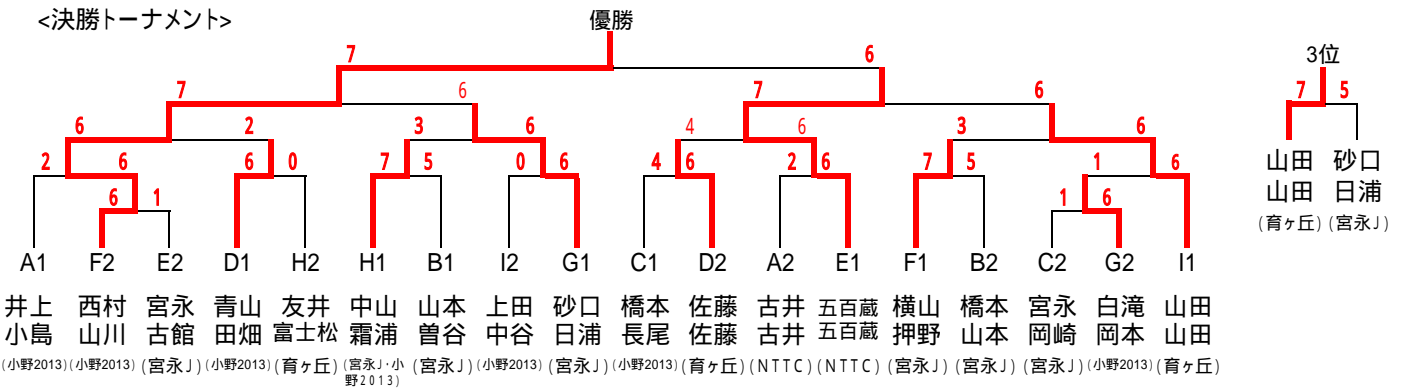 <決勝トーナメント>
優勝
7 6
3位
7 6 7 6
7 5
6 2 3 6 4 6 3 6
2 6 6 0 7 5 0 6 4 6 2 6 7 5 1 6
6 1 1 6
山田 砂口
山田 日浦
(育ヶ丘) (宮永J)
A1 F2 E2 D1 H2 H1 B1 I2 G1 C1 D2 A2 E1 F1 B2 C2 G2 I1
井上 西村 宮永 青山 友井 中山 山本 上田 砂口 橋本 佐藤 古井 五百蔵 横山 橋本 宮永 白滝 山田
小島 山川 古館 田畑 富士松 霜浦 曽谷 中谷 日浦 長尾 佐藤 古井 五百蔵 押野 山本 岡崎 岡本 山田
(小野2013) (小野2013) (宮永J) (小野2013) (育ヶ丘) (宮永J・小野2013) (宮永J) (小野2013) (宮永J) (小野2013) (育ヶ丘) (NTTC) (NTTC) (宮永J) (宮永J) (宮永J) (小野2013) (育ヶ丘)